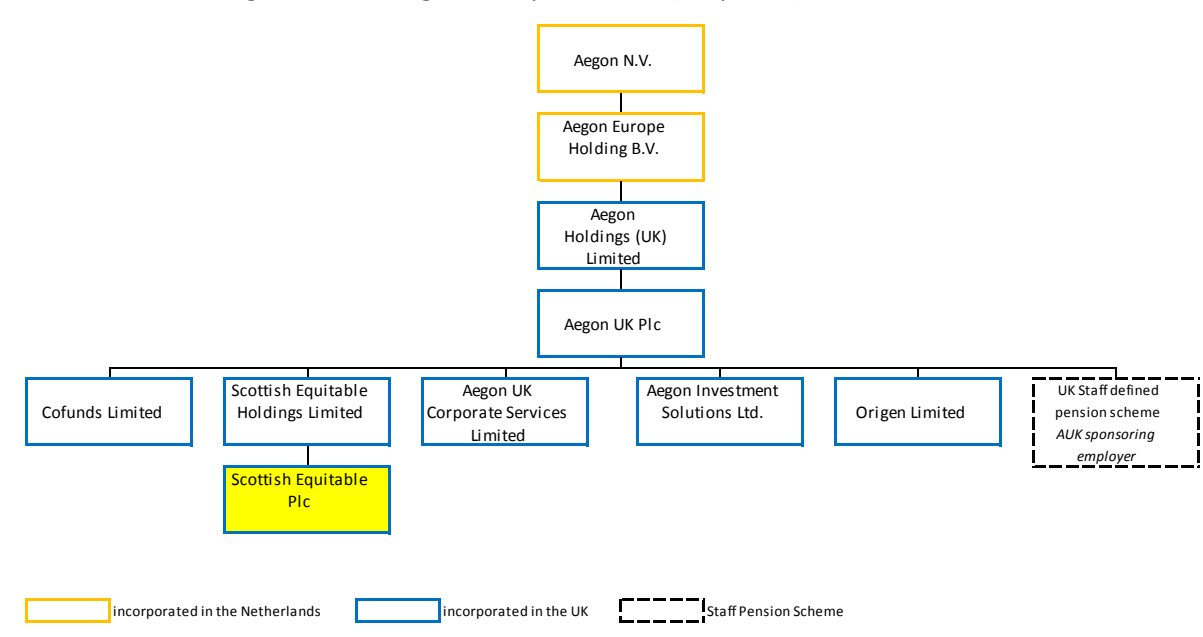 Aegon N.V.
Aegon Europe
Holding B.V.
Aegon
Holdings (UK)
Limited
Aegon UK Plc
Cofunds Limited
Scottish Equitable
Holdings Limited
Aegon UK
Corporate Services
Limited
Aegon Investment
Solutions Ltd.
Origen Limited
UK Staff defined
pension scheme
AUK sponsoring
employer
Scottish Equitable
Plc
incorporated in the Netherlands
incorporated in the UK
Staff Pension Scheme